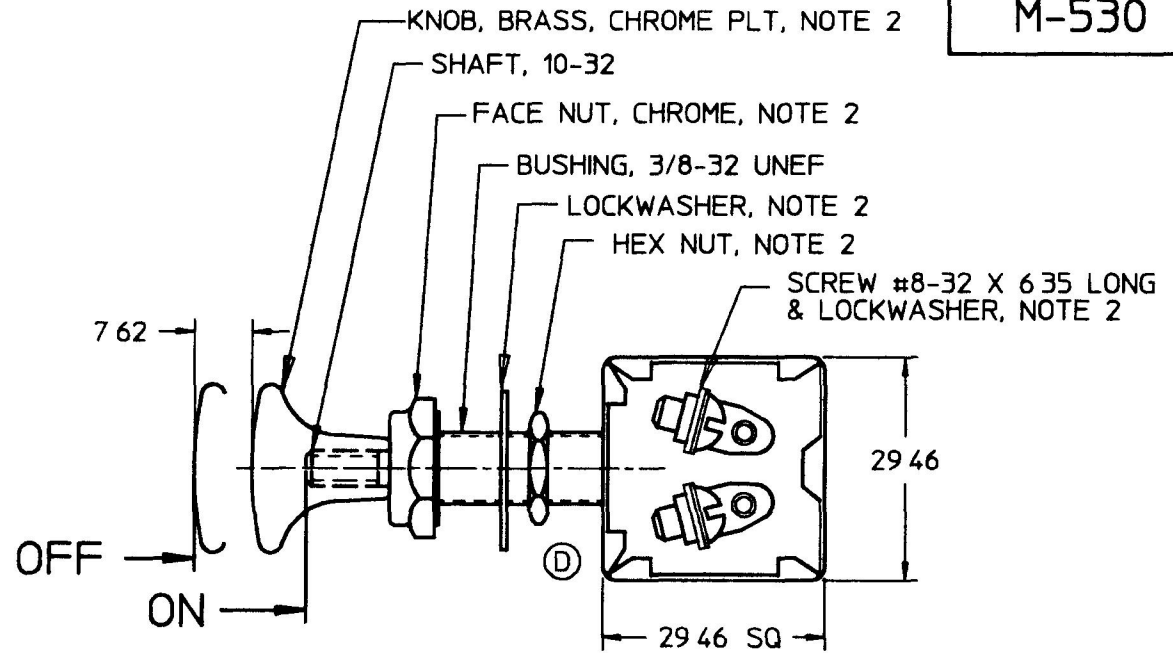 M-530
KNOB, BRASS, CHROME PLT, NOTE 2
SHAFT, 10-32
FACE NUT, CHROME, NOTE 2
BUSHING, 3/8-32 UNEF
LOCKWASHER, NOTE 2
HEX NUT, NOTE 2
SCREW #8-32 X 6 35 LONG
& LOCKWASHER, NOTE 2
7 62
29 46
OFF
D
ON
29 46 SQ